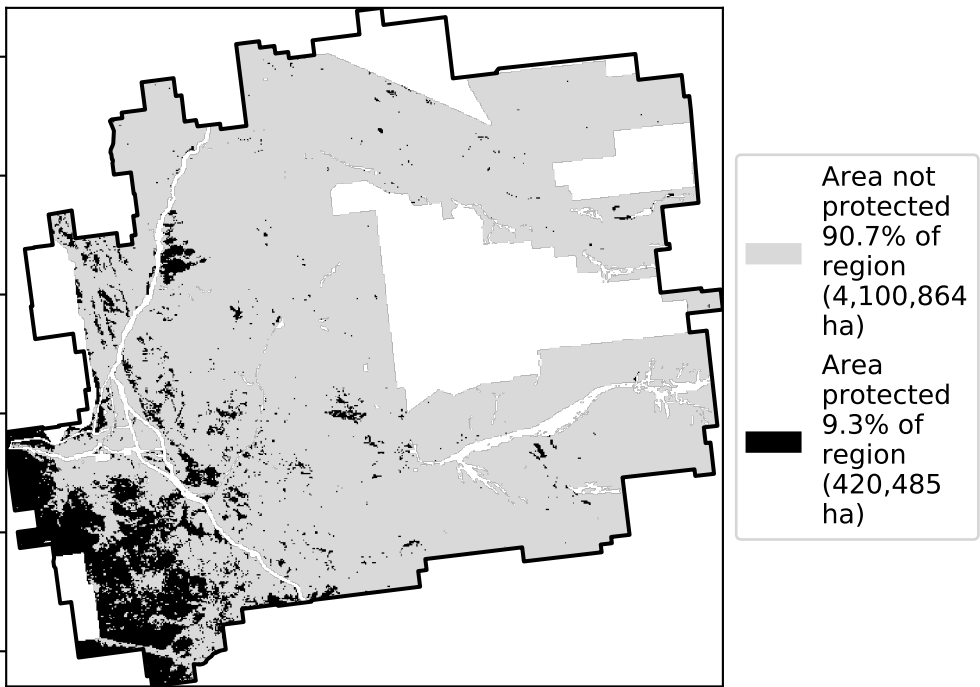 Area not
protected
90.7% of
region
(4,100,864
ha)
Area
protected
9.3% of
region
(420,485
ha)